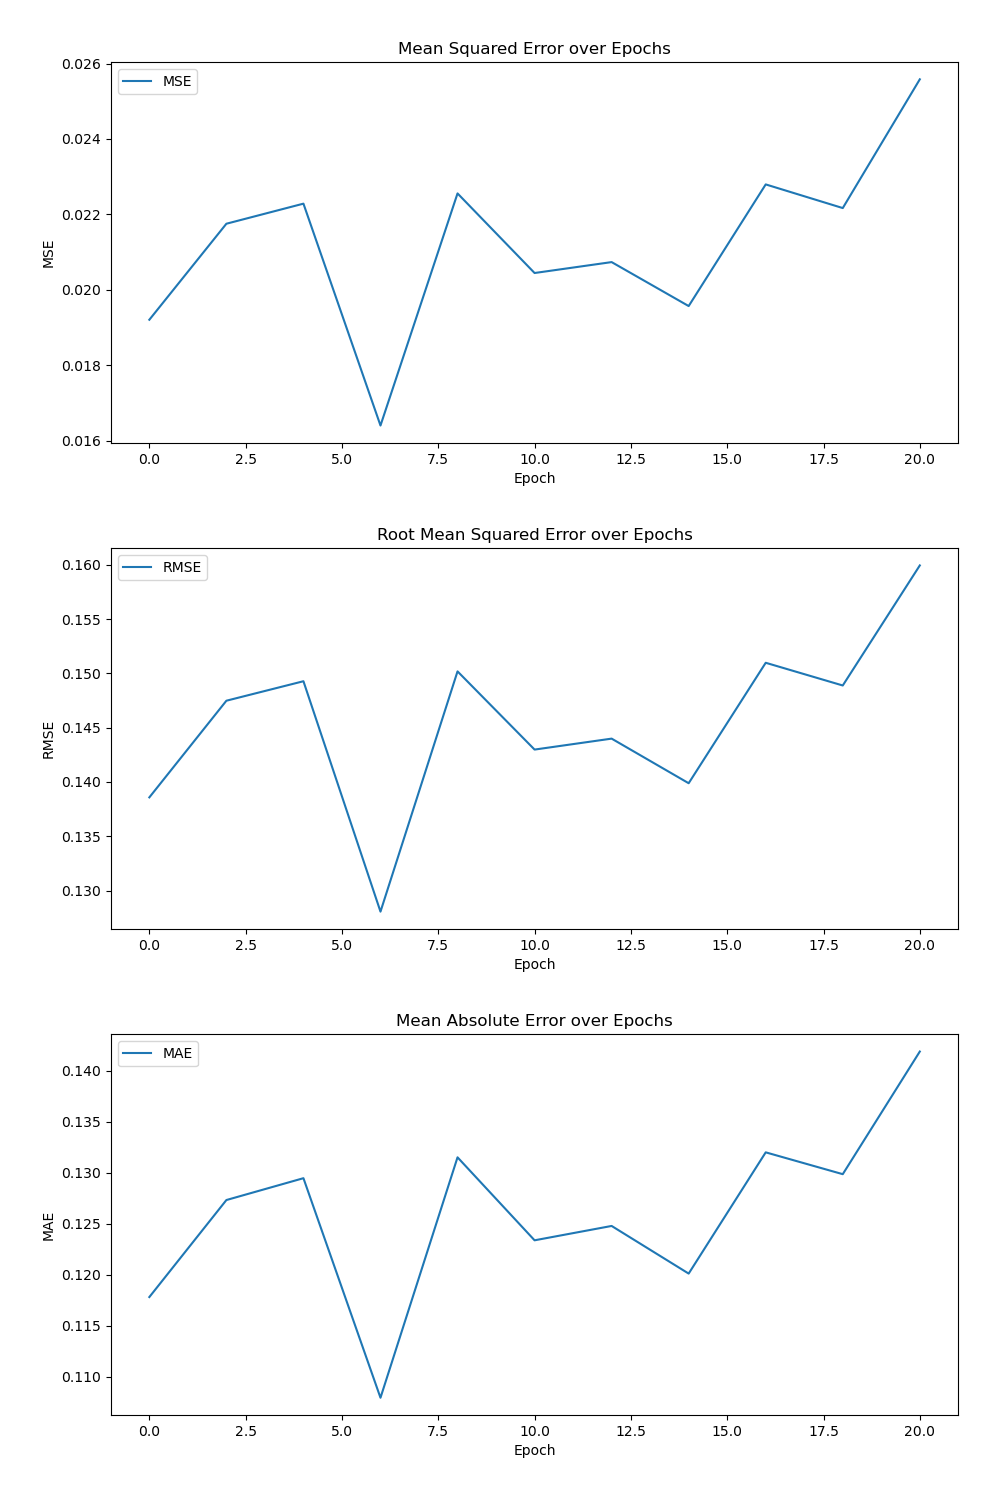 Mean Squared Error over Epochs
MSE
0.026
0.024
0.022
0.020
0.018
0.016
MSE
0.0 2.5 5.0 7.5 10.0 12.5 15.0 17.5 20.0
Epoch
Root Mean Squared Error over Epochs
RMSE
0.160
0.155
0.150
0.145
0.140
0.135
0.130
RMSE
0.0 2.5 5.0 7.5 10.0 12.5 15.0 17.5 20.0
Epoch
Mean Absolute Error over Epochs
MAE
0.140
0.135
0.130
0.125
0.120
0.115
0.110
MAE
0.0 2.5 5.0 7.5 10.0 12.5 15.0 17.5 20.0
Epoch